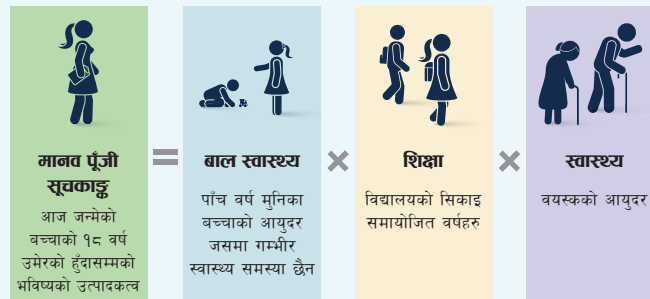 मानव पूँजी
सूचकाङ्क
आज जन्मेको
बच्चाको १८ वर्ष
उमेरको हुँदासम्मको
भविष्यको उत्पादकत्व
=
बाल स्वास्थ्य
पाँच वर्ष मुनिका
बच्चाको आयुदर
जसमा गम्भीर
स्वास्थ्य समस्या छैन
×
शिक्षा
विद्यालयको सिकाइ
समायोजित वर्षहरु
×
स्वास्थ्य
वयस्कको आयुदर